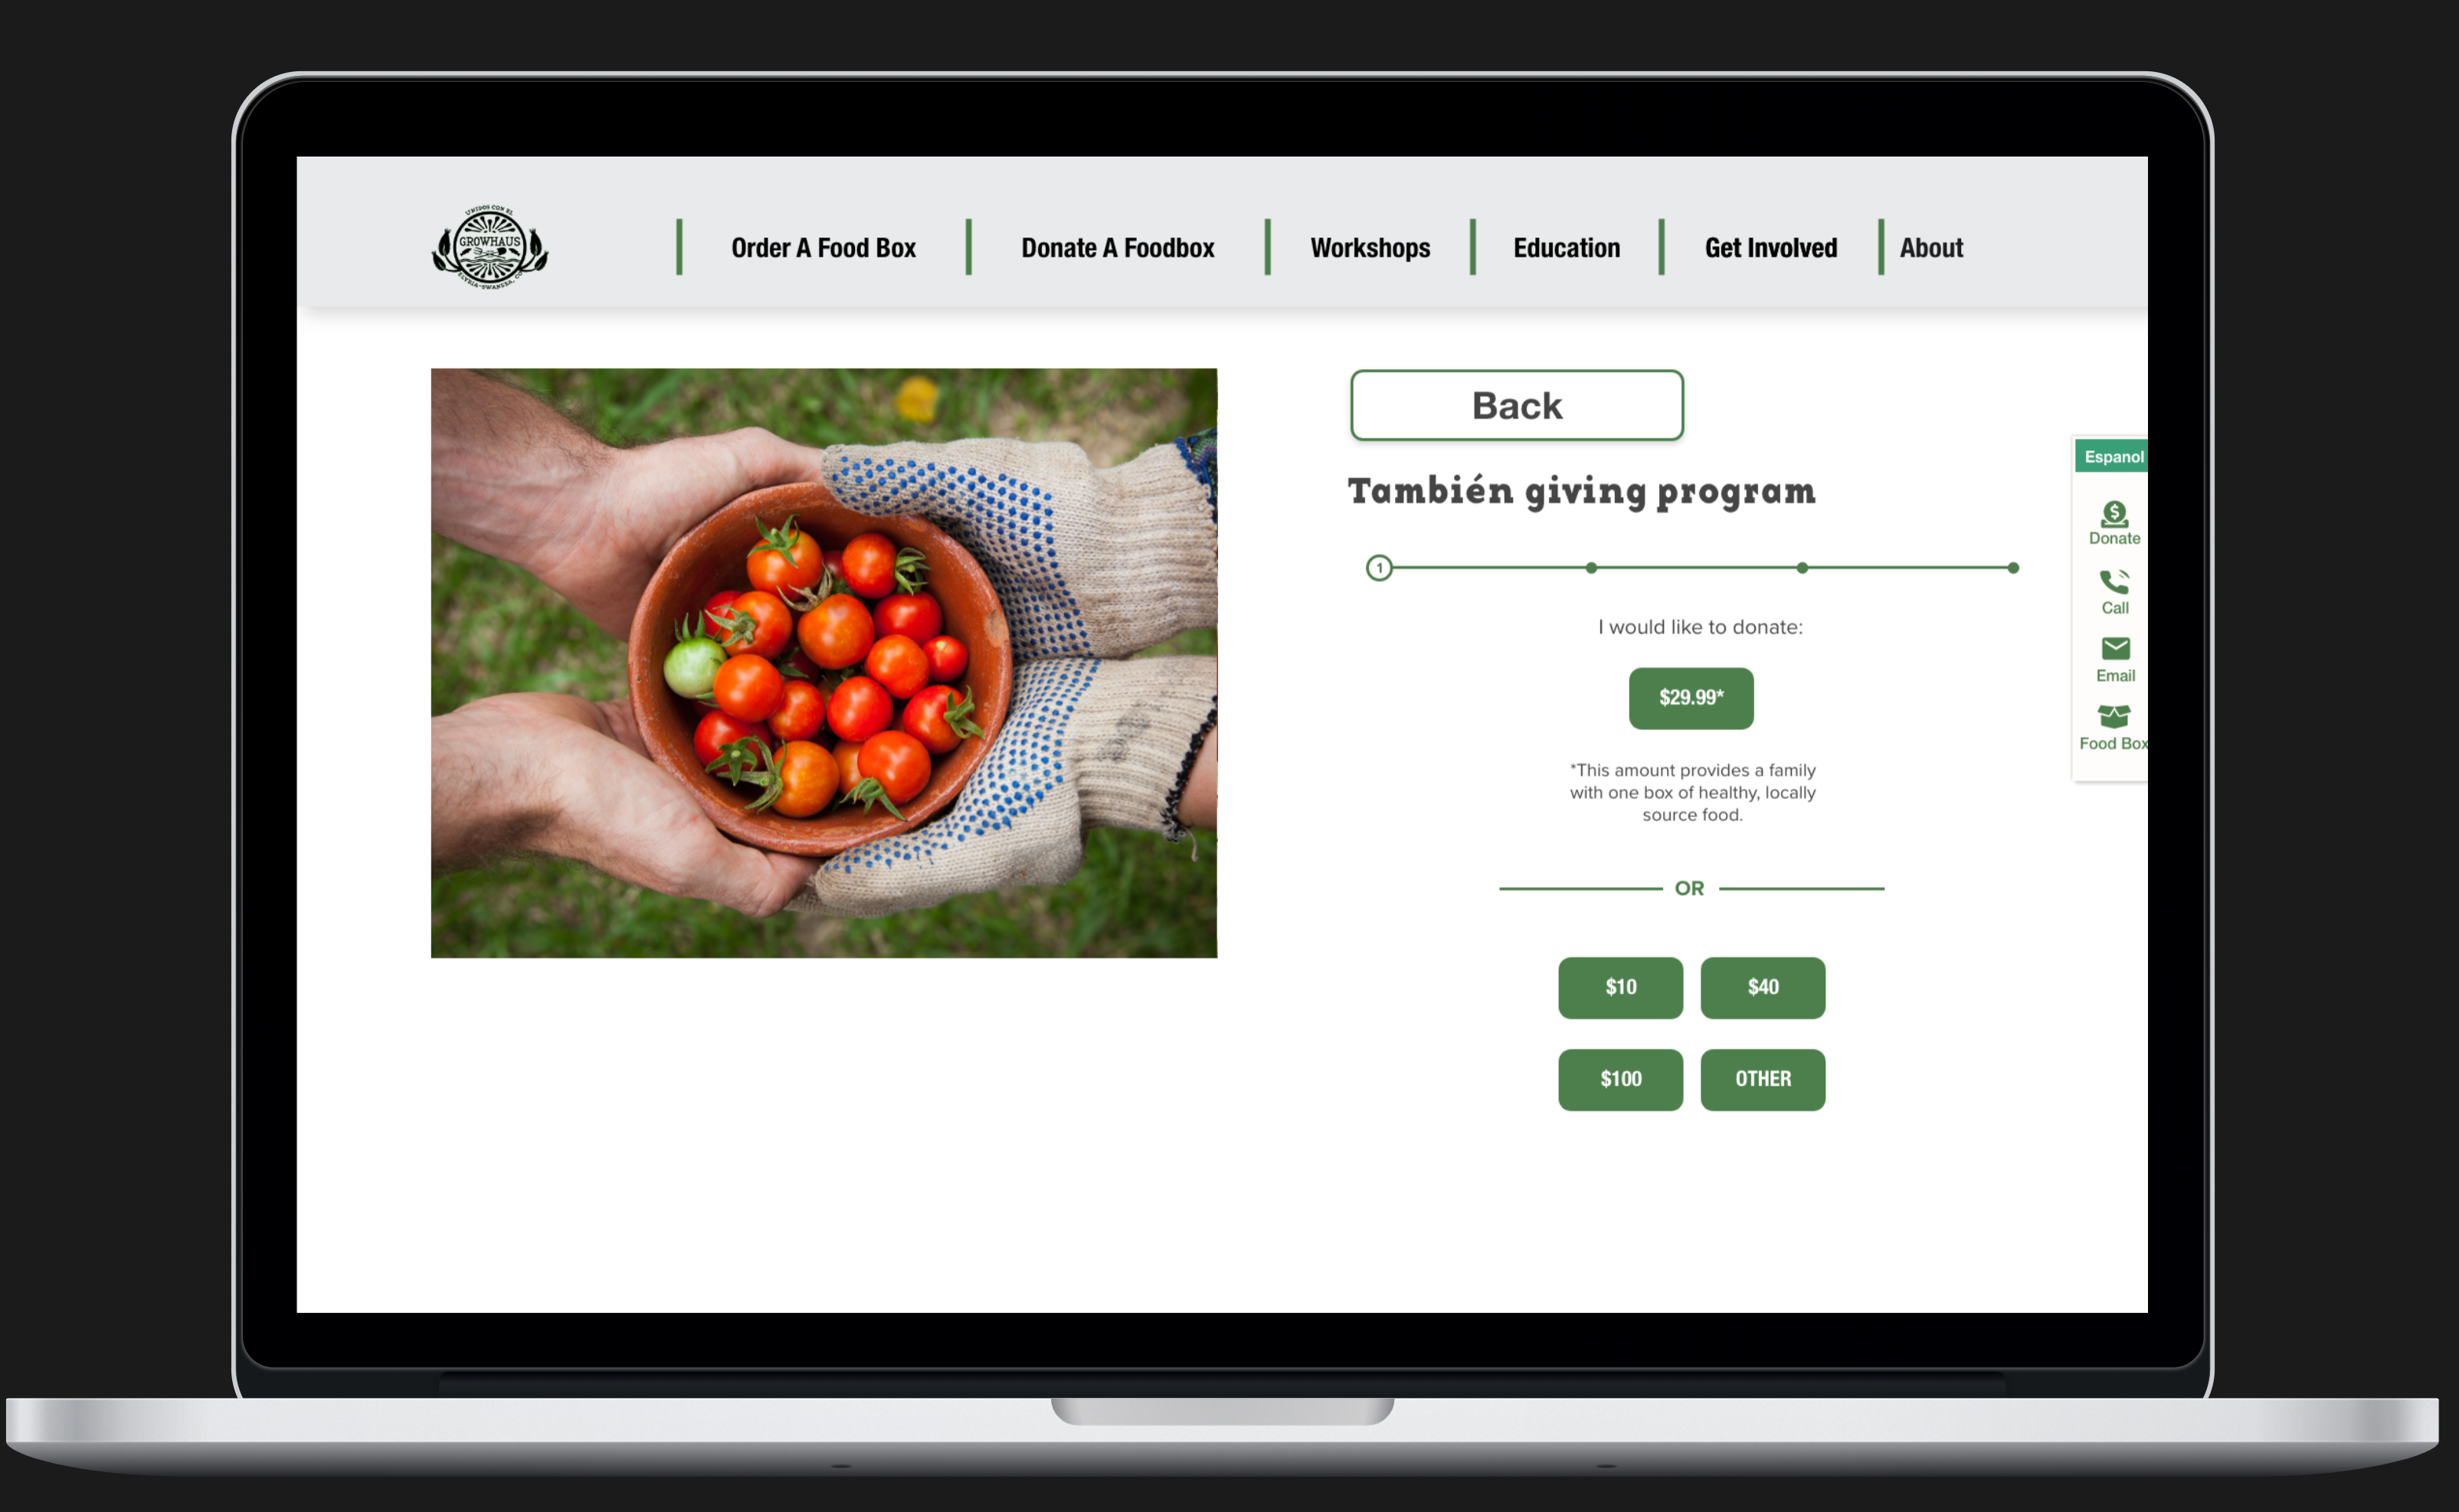 UNIDOS CON EL
GROWHAUS
ELYRIA-SWANSEA, CO
Order A Food Box
Donate A Foodbox
Workshops
Education
Get Involved
About
Back
También giving program
1
I would like to donate:
$29.99*
*This amount provides a family
with one box of healthy, locally
source food.
OR
$10
$40
$100
OTHER
Espanol
$
Donate
Call
Email
Food Box